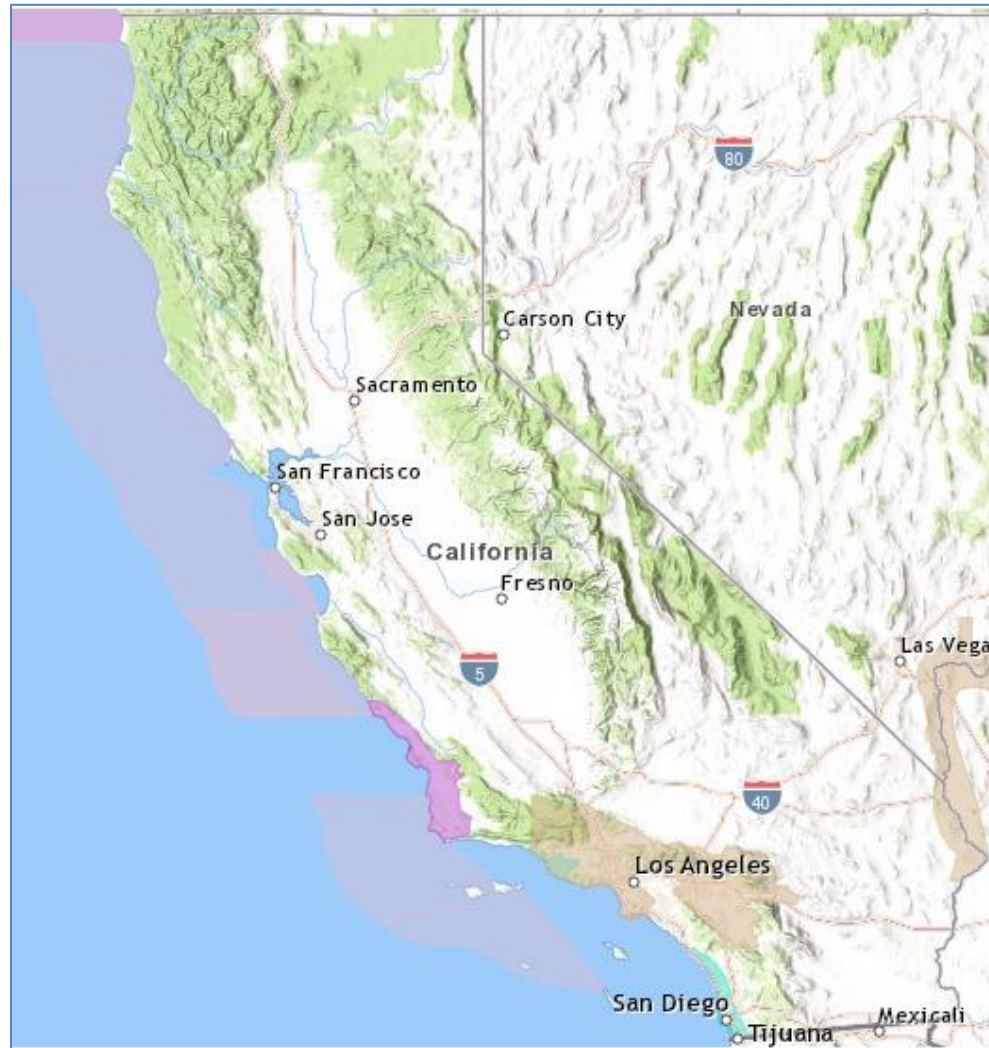 80
Nevada
Carson City
Sacramento
San Francisco
San Jose
California
Fresno
Las Vega
5
40
Los Angeles
San Diego
Mexicali
Tijuana